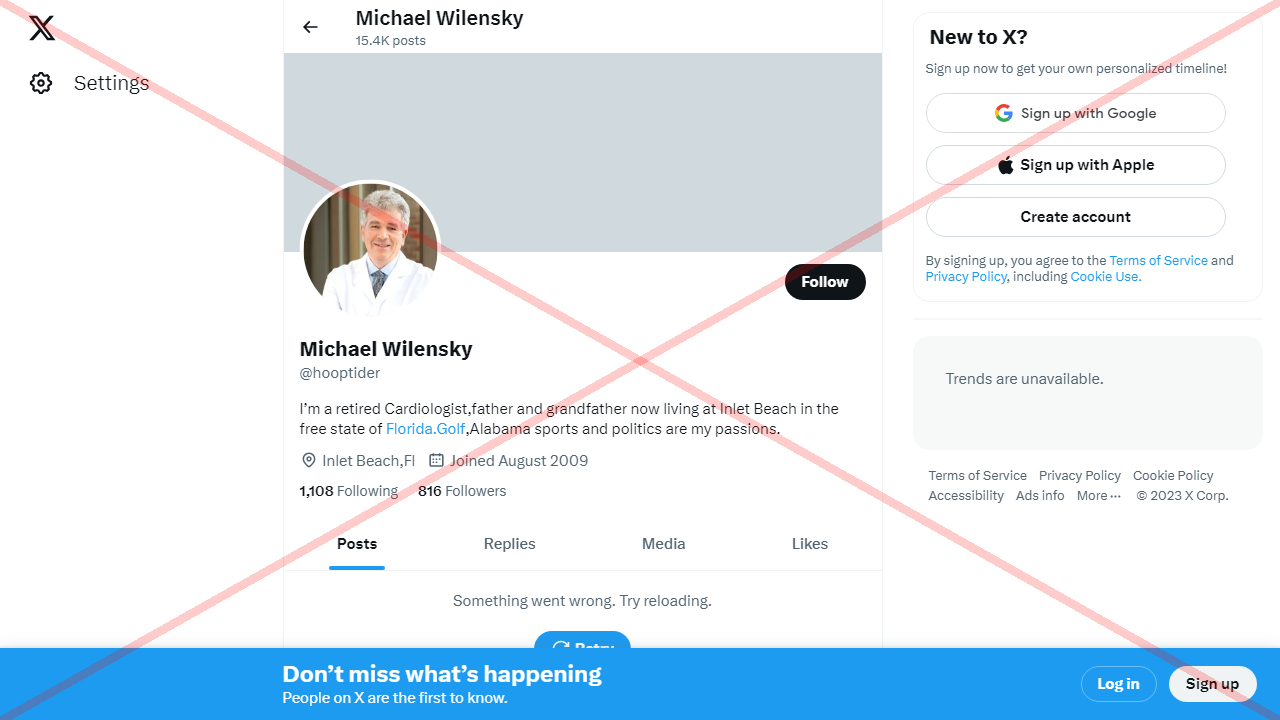 Settings
Michael Wilensky
15.4K posts
Follow
Michael Wilensky
@hooptider
I'm a retired Cardiologist,father and grandfather now living at Inlet Beach in the
free state of Florida.Golf,Alabama sports and politics are my passions.
Inlet Beach,Fl Joined August 2009
1,108 Following 816 Followers
Posts Replies Media Likes
Something went wrong. Try reloading.
Retry
New to X?
Sign up now to get your own personalized timeline!
Sign up with Google
Sign up with Apple
Create account
By signing up, you agree to the Terms of Service and
Privacy Policy, including Cookie Use.
Trends are unavailable.
Terms of Service Privacy Policy Cookie Policy
Accessibility Ads info More ··· © 2023 X Corp.
Don’t miss what’s happening
People on X are the first to know.
Log in Sign up